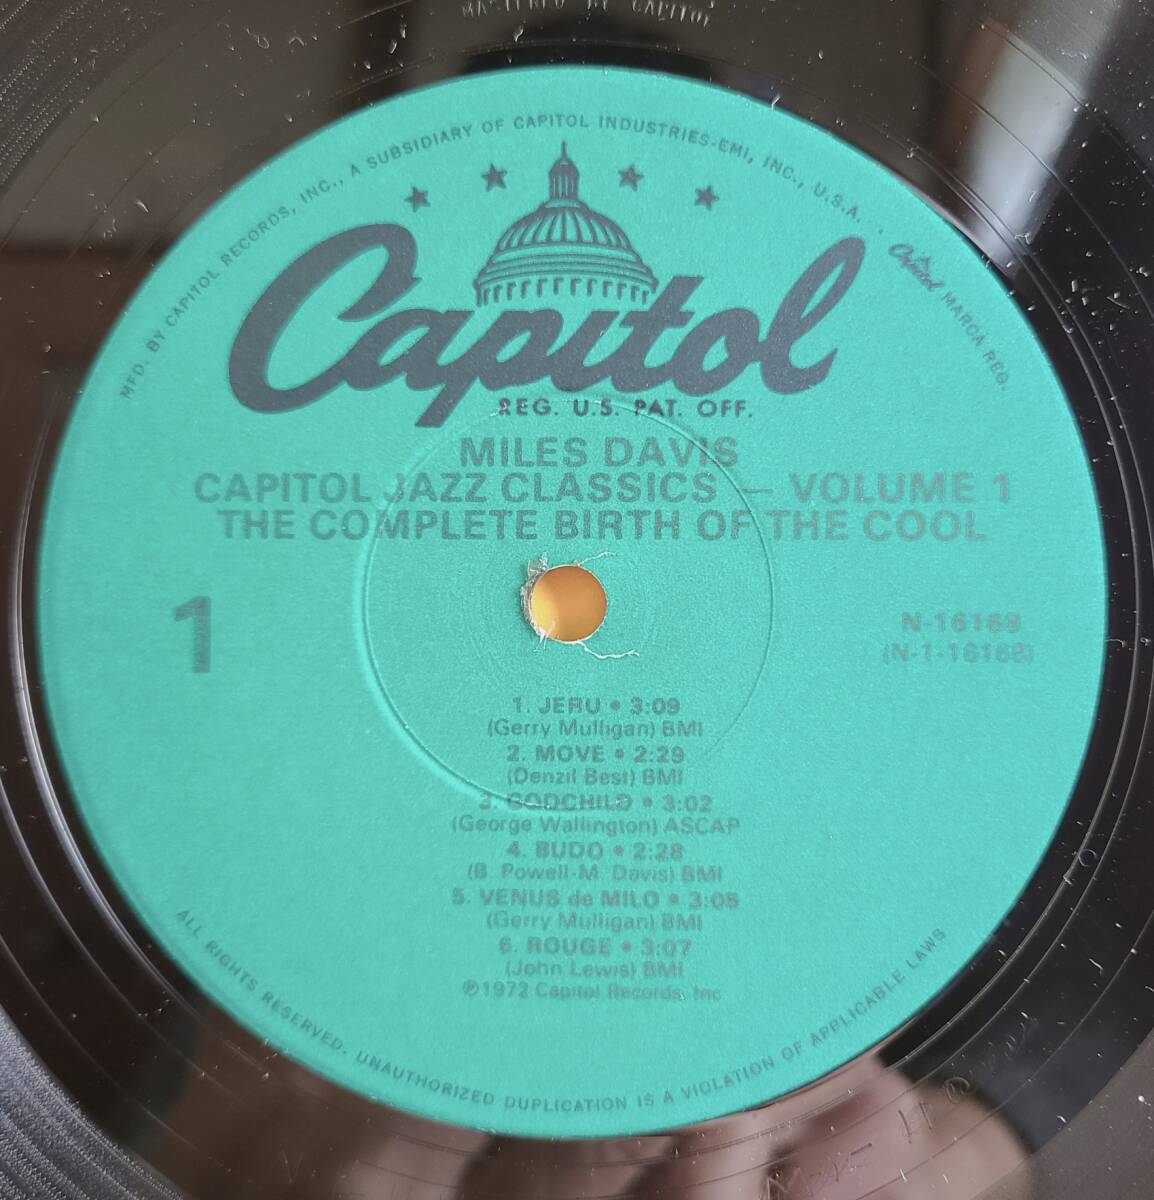 MASTERED BY CAPITOL
MFD. BY CAPITOL RECORDS, INC., A SUBSIDIARY OF CAPITOL INDUSTRIES-EMI, INC., U.S.A.. Capitol MARCA REG.
Capitol
REG. U.S. PAT. OFF.
MILES DAVIS
CAPITOL JAZZ CLASSICS — VOLUME 1
THE COMPLETE BIRTH OF THE COOL
1
N-16168
(N-1-16168)
1. JERU • 3:09
(Gerry Mulligan) BMI
2. MOVE • 2:29
(Denzil Best) BMI
3. GODCHILD • 3:02
(George Wallington) ASCAP
4. BUDO • 2:28
(B. Powell-M. Davis) BMI
5. VENUS de MILO • 3:05
(Gerry Mulligan) BMI
6. ROUGE • 3:07
(John Lewis) BMI
℗1972 Capitol Records, Inc.
ALL RIGHTS RESERVED. UNAUTHORIZED DUPLICATION IS A VIOLATION OF APPLICABLE LAWS